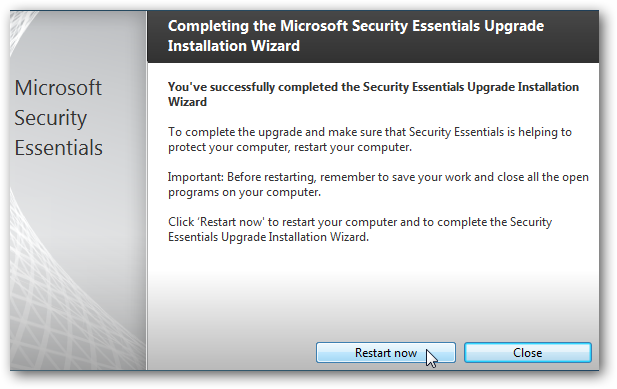 Completing the Microsoft Security Essentials Upgrade
Installation Wizard
Microsoft
Security
Essentials
You've successfully completed the Security Essentials Upgrade Installation
Wizard
To complete the upgrade and make sure that Security Essentials is helping to
protect your computer, restart your computer.
Important: Before restarting, remember to save your work and close all the open
programs on your computer.
Click 'Restart now' to restart your computer and to complete the Security
Essentials Upgrade Installation Wizard.
Restart now
Close